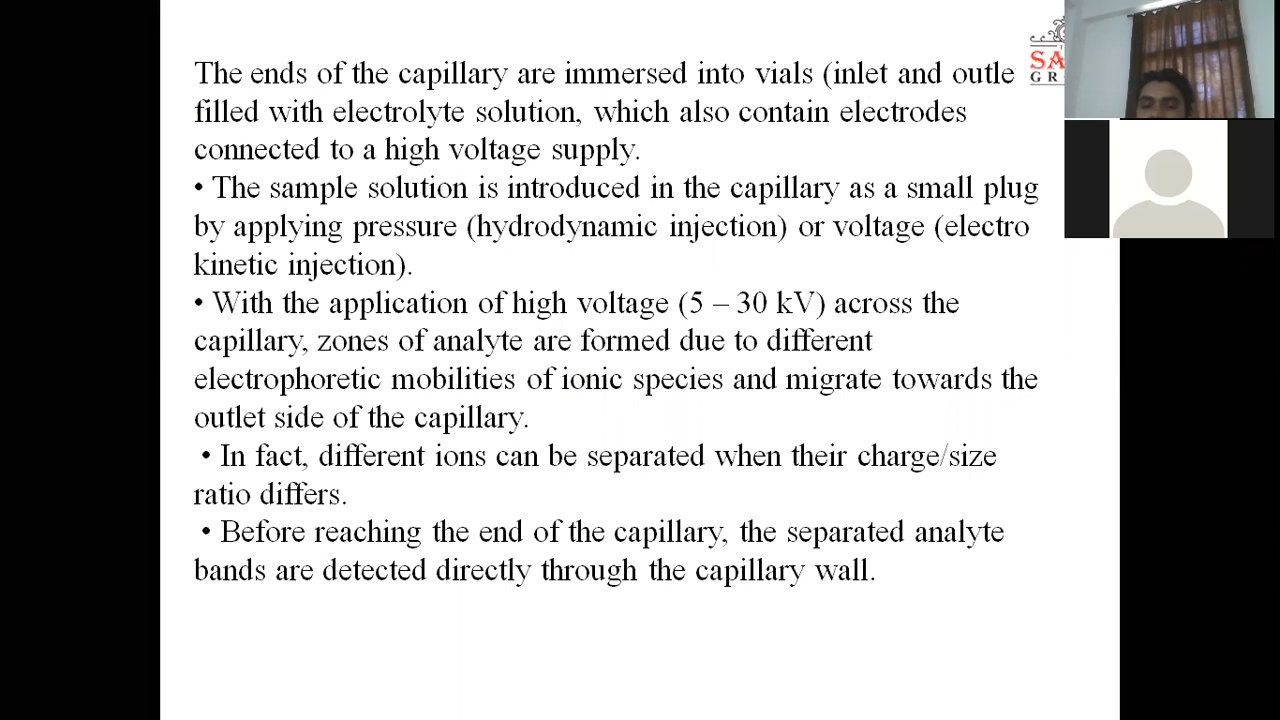 The ends of the capillary are immersed into vials (inlet and outle
filled with electrolyte solution, which also contain electrodes
connected to a high voltage supply.
• The sample solution is introduced in the capillary as a small plug
by applying pressure (hydrodynamic injection) or voltage (electro
kinetic injection).
• With the application of high voltage (5 – 30 kV) across the
capillary, zones of analyte are formed due to different
electrophoretic mobilities of ionic species and migrate towards the
outlet side of the capillary.
• In fact, different ions can be separated when their charge/size
ratio differs.
• Before reaching the end of the capillary, the separated analyte
bands are detected directly through the capillary wall.
SA
GR